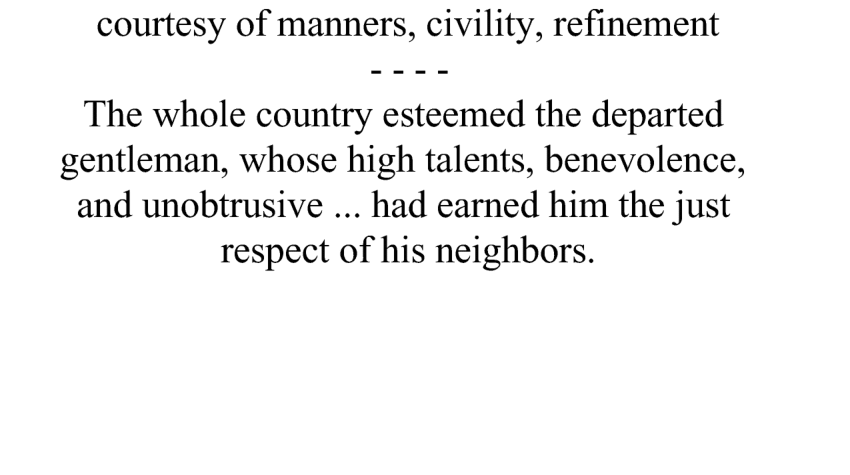 courtesy of manners, civility, refinement
- - - -
The whole country esteemed the departed
gentleman, whose high talents, benevolence,
and unobtrusive ... had earned him the just
respect of his neighbors.